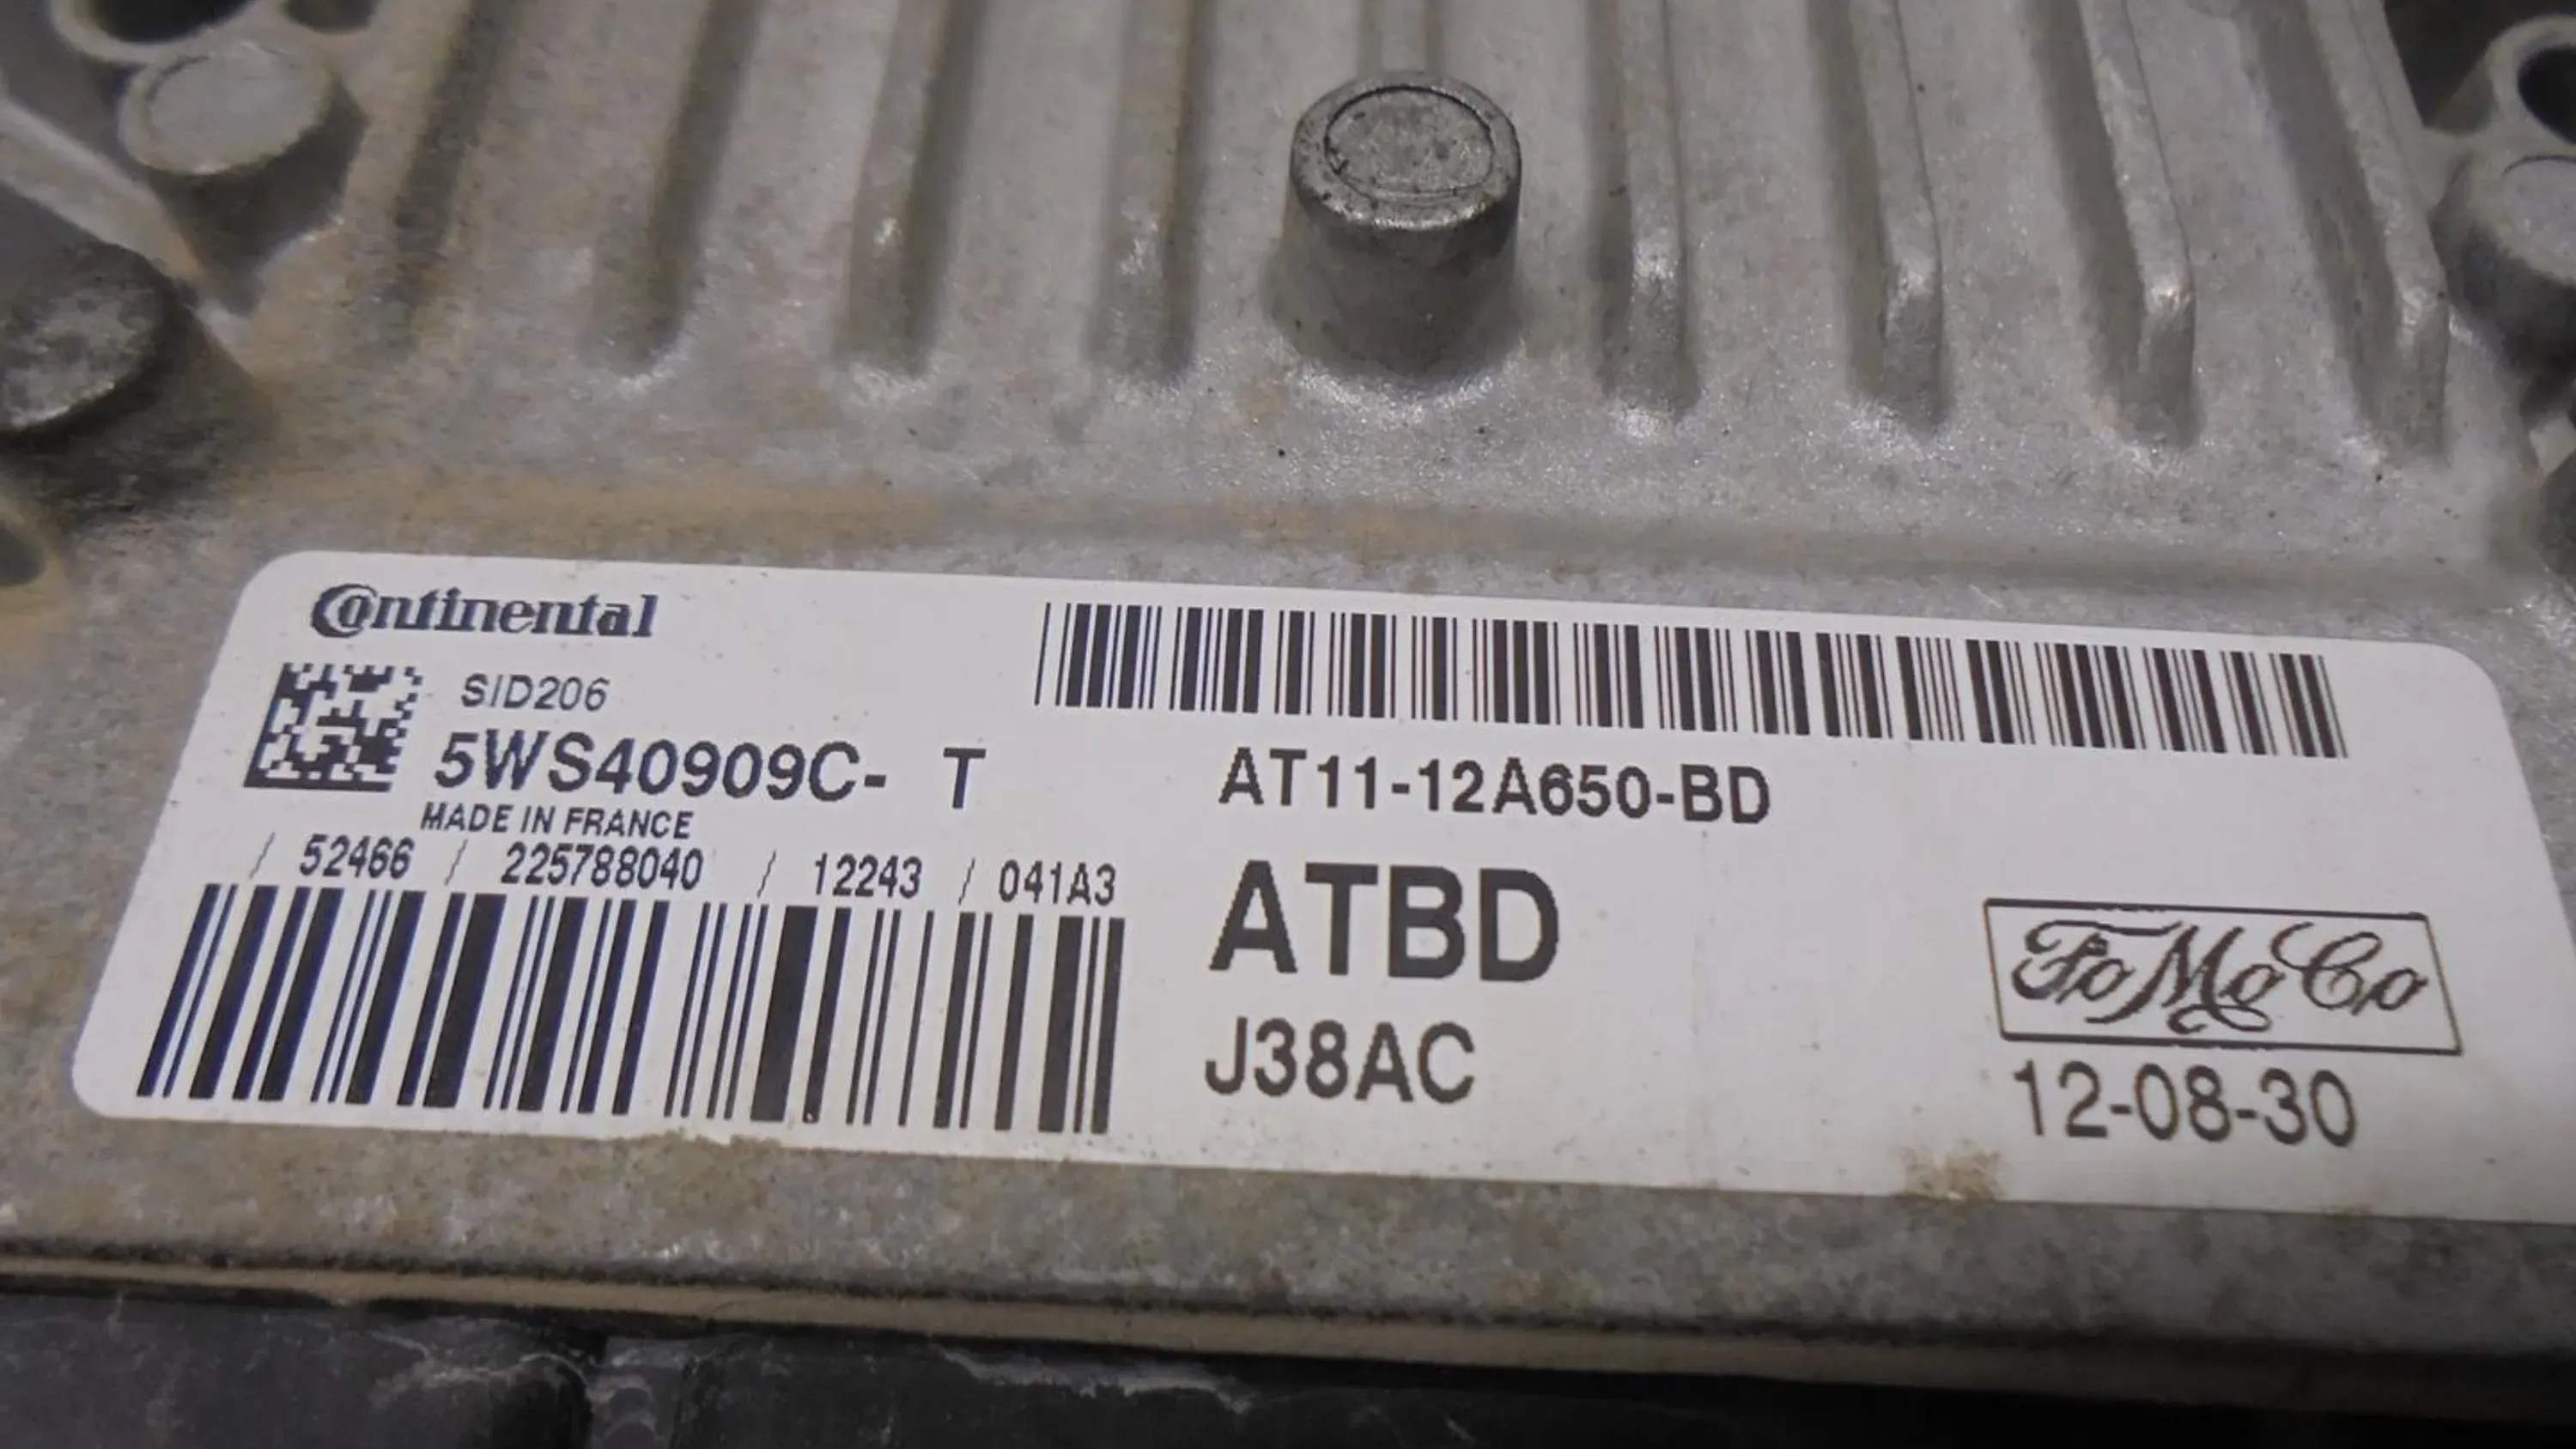 Continental
SID206
5WS40909C- T
MADE IN FRANCE
/ 52466 / 225788040 / 12243 / 041A3
AT11-12A650-BD
ATBD
J38AC
FoMoCo
12-08-30